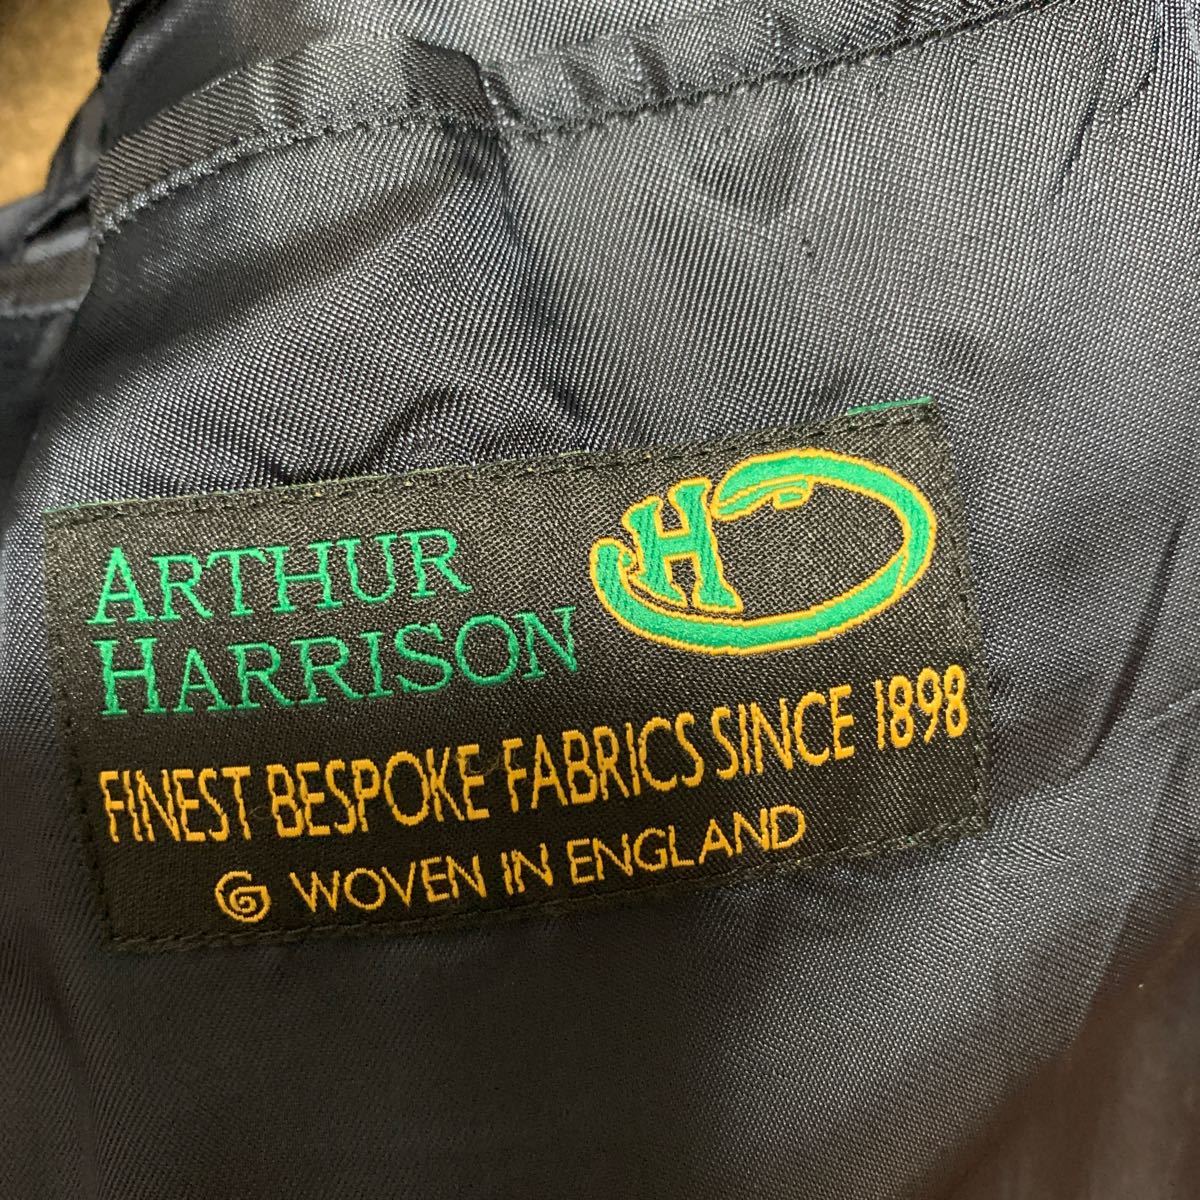 ARTHUR
HARRISON
H
FINEST BESPOKE FABRICS SINCE 1898
G WOVEN IN ENGLAND